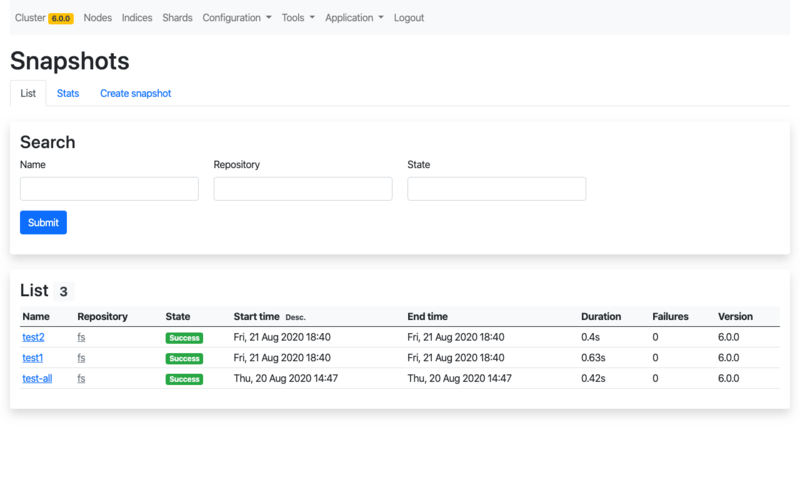 Cluster 6.0.0 Nodes Indices Shards Configuration Tools Application Logout
Snapshots
List Stats Create snapshot
Search
Name Repository State
Submit
List 3
Name Repository State Start time Desc. End time Duration Failures Version
test2 fs Success Fri, 21 Aug 2020 18:40 Fri, 21 Aug 2020 18:40 0.4s 0 6.0.0
test1 fs Success Fri, 21 Aug 2020 18:40 Fri, 21 Aug 2020 18:40 0.63s 0 6.0.0
test-all fs Success Thu, 20 Aug 2020 14:47 Thu, 20 Aug 2020 14:47 0.42s 0 6.0.0